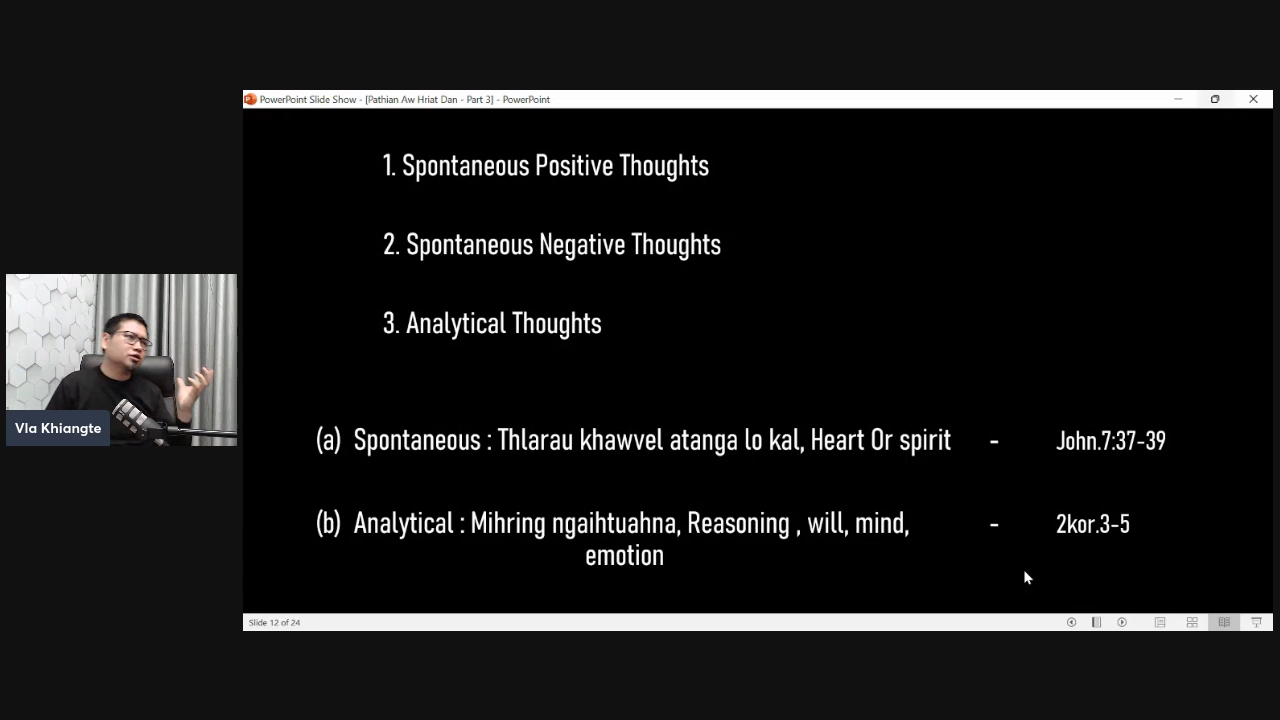 PowerPoint Slide Show - [Pathian Aw Hriat Dan - Part 3] - PowerPoint
1. Spontaneous Positive Thoughts
2. Spontaneous Negative Thoughts
3. Analytical Thoughts
(a) Spontaneous : Thlarau khawvel atanga lo kal, Heart Or spirit - John.7:37-39
(b) Analytical : Mihring ngaihtuahna, Reasoning , will, mind, - 2kor.3-5
emotion
Vla Khiangte
Slide 12 of 24